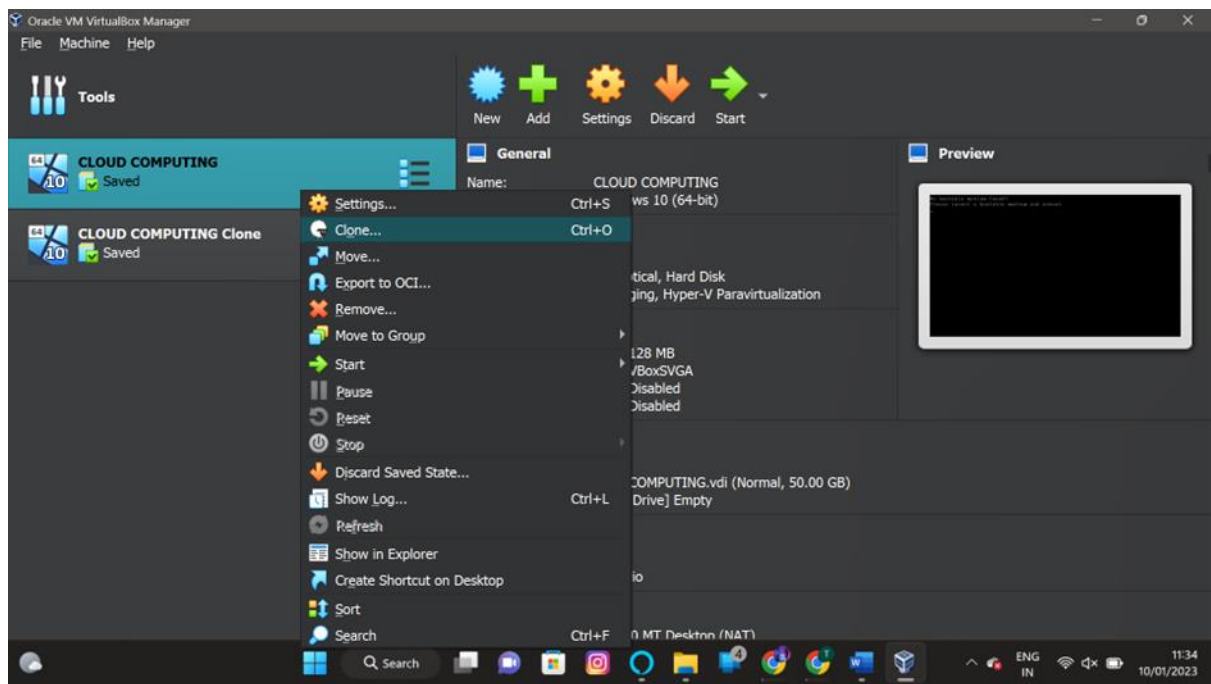 Oracle VM VirtualBox Manager
File Machine Help
Tools
New Add Settings Discard Start
CLOUD COMPUTING
Saved
CLOUD COMPUTING Clone
Saved
General
Name: CLOUD COMPUTING
ws 10 (64-bit)
tical, Hard Disk
ging, Hyper-V Paravirtualization
128 MB
VBoxSVGA
Disabled
Disabled
COMPUTING.vdi (Normal, 50.00 GB)
Drive] Empty
io
0 MT Desktop (NAT)
Preview
Settings... Ctrl+S
Clone... Ctrl+O
Move...
Export to OCI...
Remove...
Move to Group
Start
Pause
Reset
Stop
Discard Saved State...
Show Log... Ctrl+L
Refresh
Show in Explorer
Create Shortcut on Desktop
Sort
Search Ctrl+F
Search
4
ENG
IN
11:34
10/01/2023